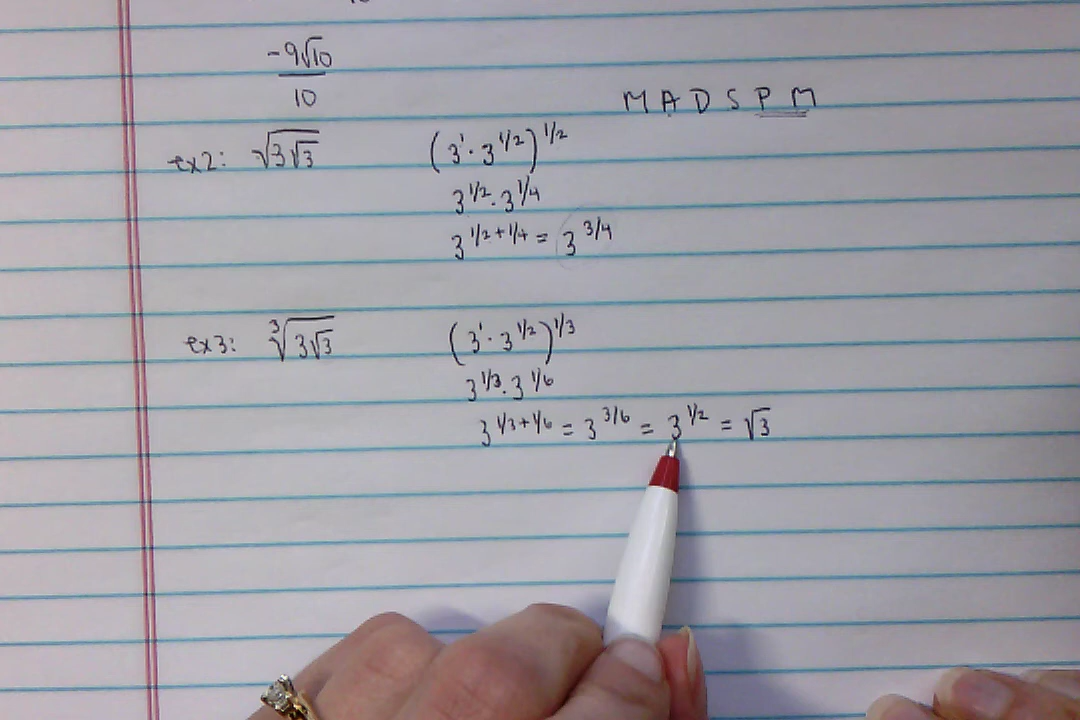 -9√10
10
M A D S P M
ex2: √(3√3) (3¹·3^1/2)^1/2
3^1/2·3^1/4
3^1/2+1/4 = 3^3/4
ex3: ³√(3√3) (3¹·3^1/2)^1/3
3^1/3·3^1/6
3^1/3+1/6 = 3^3/6 = 3^1/2 = √3